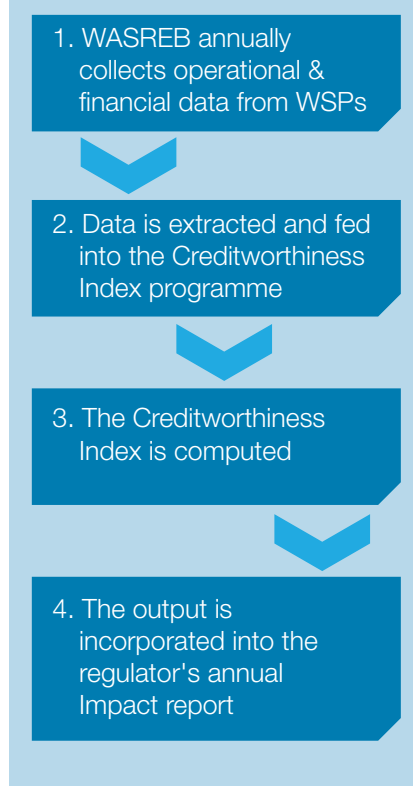 1. WASREB annually
collects operational &
financial data from WSPs
2. Data is extracted and fed
into the Creditworthiness
Index programme
3. The Creditworthiness
Index is computed
4. The output is
incorporated into the
regulator's annual
Impact report